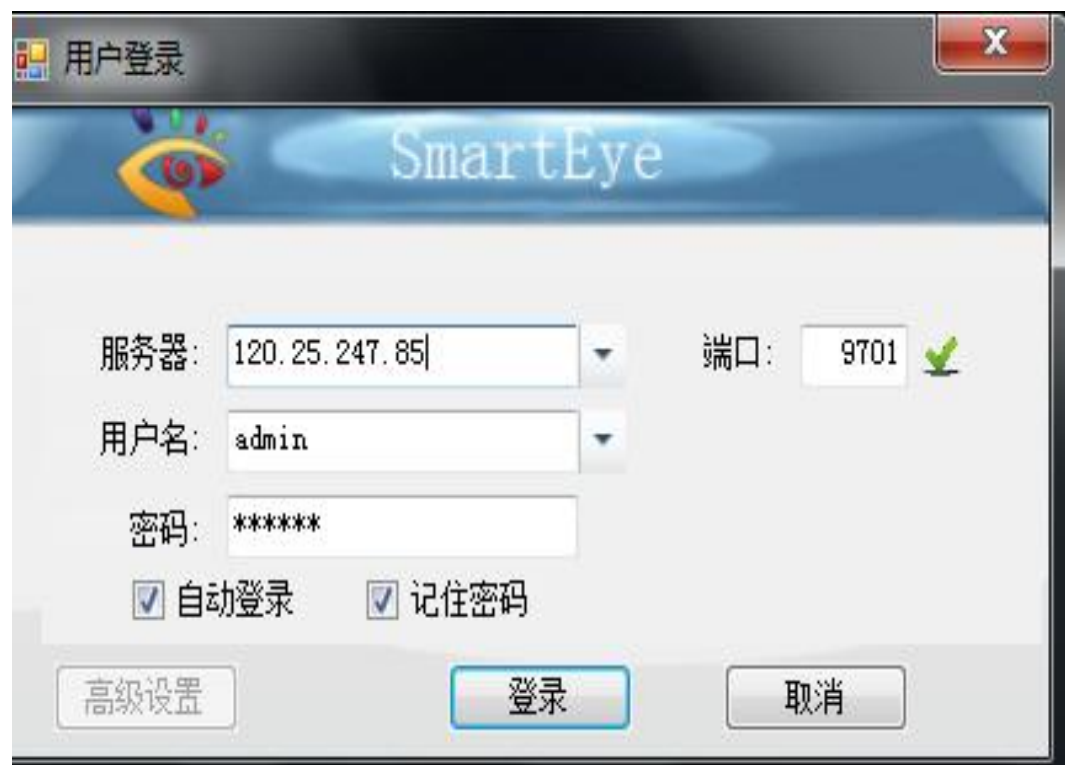 用户登录
SmartEye
服务器: 120.25.247.85 端口: 9701
用户名: admin
密码: ******
自动登录 记住密码
高级设置 登录 取消